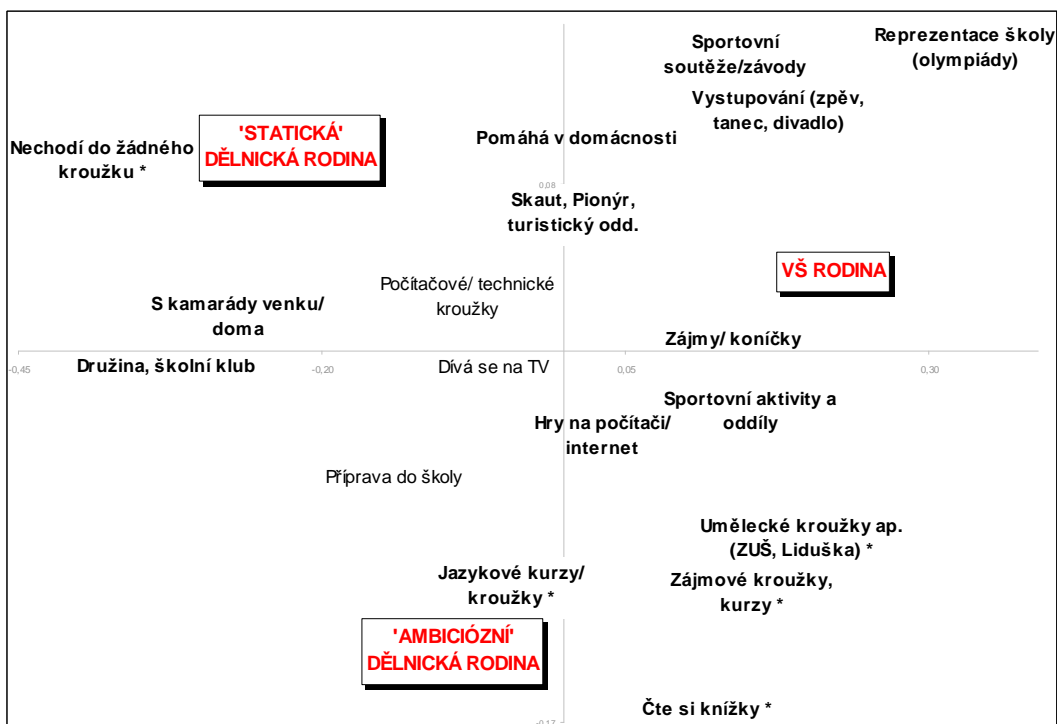 Reprezentace školy
(olympiády)
Sportovní
soutěže/závody
Vystupování (zpěv,
tanec, divadlo)
'STATICKÁ'
DĚLNICKÁ RODINA
Pomáhá v domácnosti
Nechodí do žádného
kroužku *
0,08
Skaut, Pionýr,
turistický odd.
VŠ RODINA
Počítačové/ technické
kroužky
S kamarády venku/
doma
Zájmy/ koníčky
Družina, školní klub
Dívá se na TV
-0,45
-0,20
0,05
0,30
Sportovní aktivity a
oddíly
Hry na počítači/
internet
Příprava do školy
Umělecké kroužky ap.
(ZUŠ, Liduška) *
Jazykové kurzy/
kroužky *
Zájmové kroužky,
kurzy *
'AMBICIÓZNÍ'
DĚLNICKÁ RODINA
Čte si knížky *
-0,17